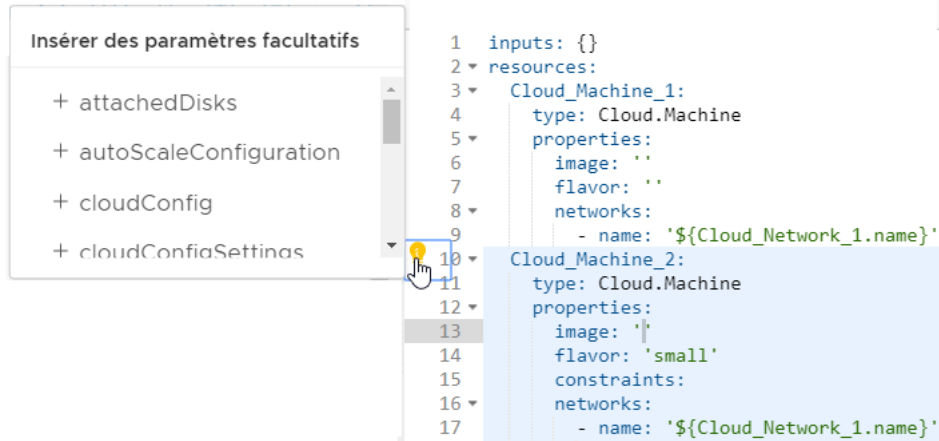 Insérer des paramètres facultatifs
+ attachedDisks
+ autoScaleConfiguration
+ cloudConfig
+ cloudConfigSettings
1 inputs: {}
2 resources:
3 Cloud_Machine_1:
4 type: Cloud.Machine
5 properties:
6 image: ''
7 flavor: ''
8 networks:
9 - name: '${Cloud_Network_1.name}'
10 Cloud_Machine_2:
11 type: Cloud.Machine
12 properties:
13 image: ''
14 flavor: 'small'
15 constraints:
16 networks:
17 - name: '${Cloud_Network_1.name}'